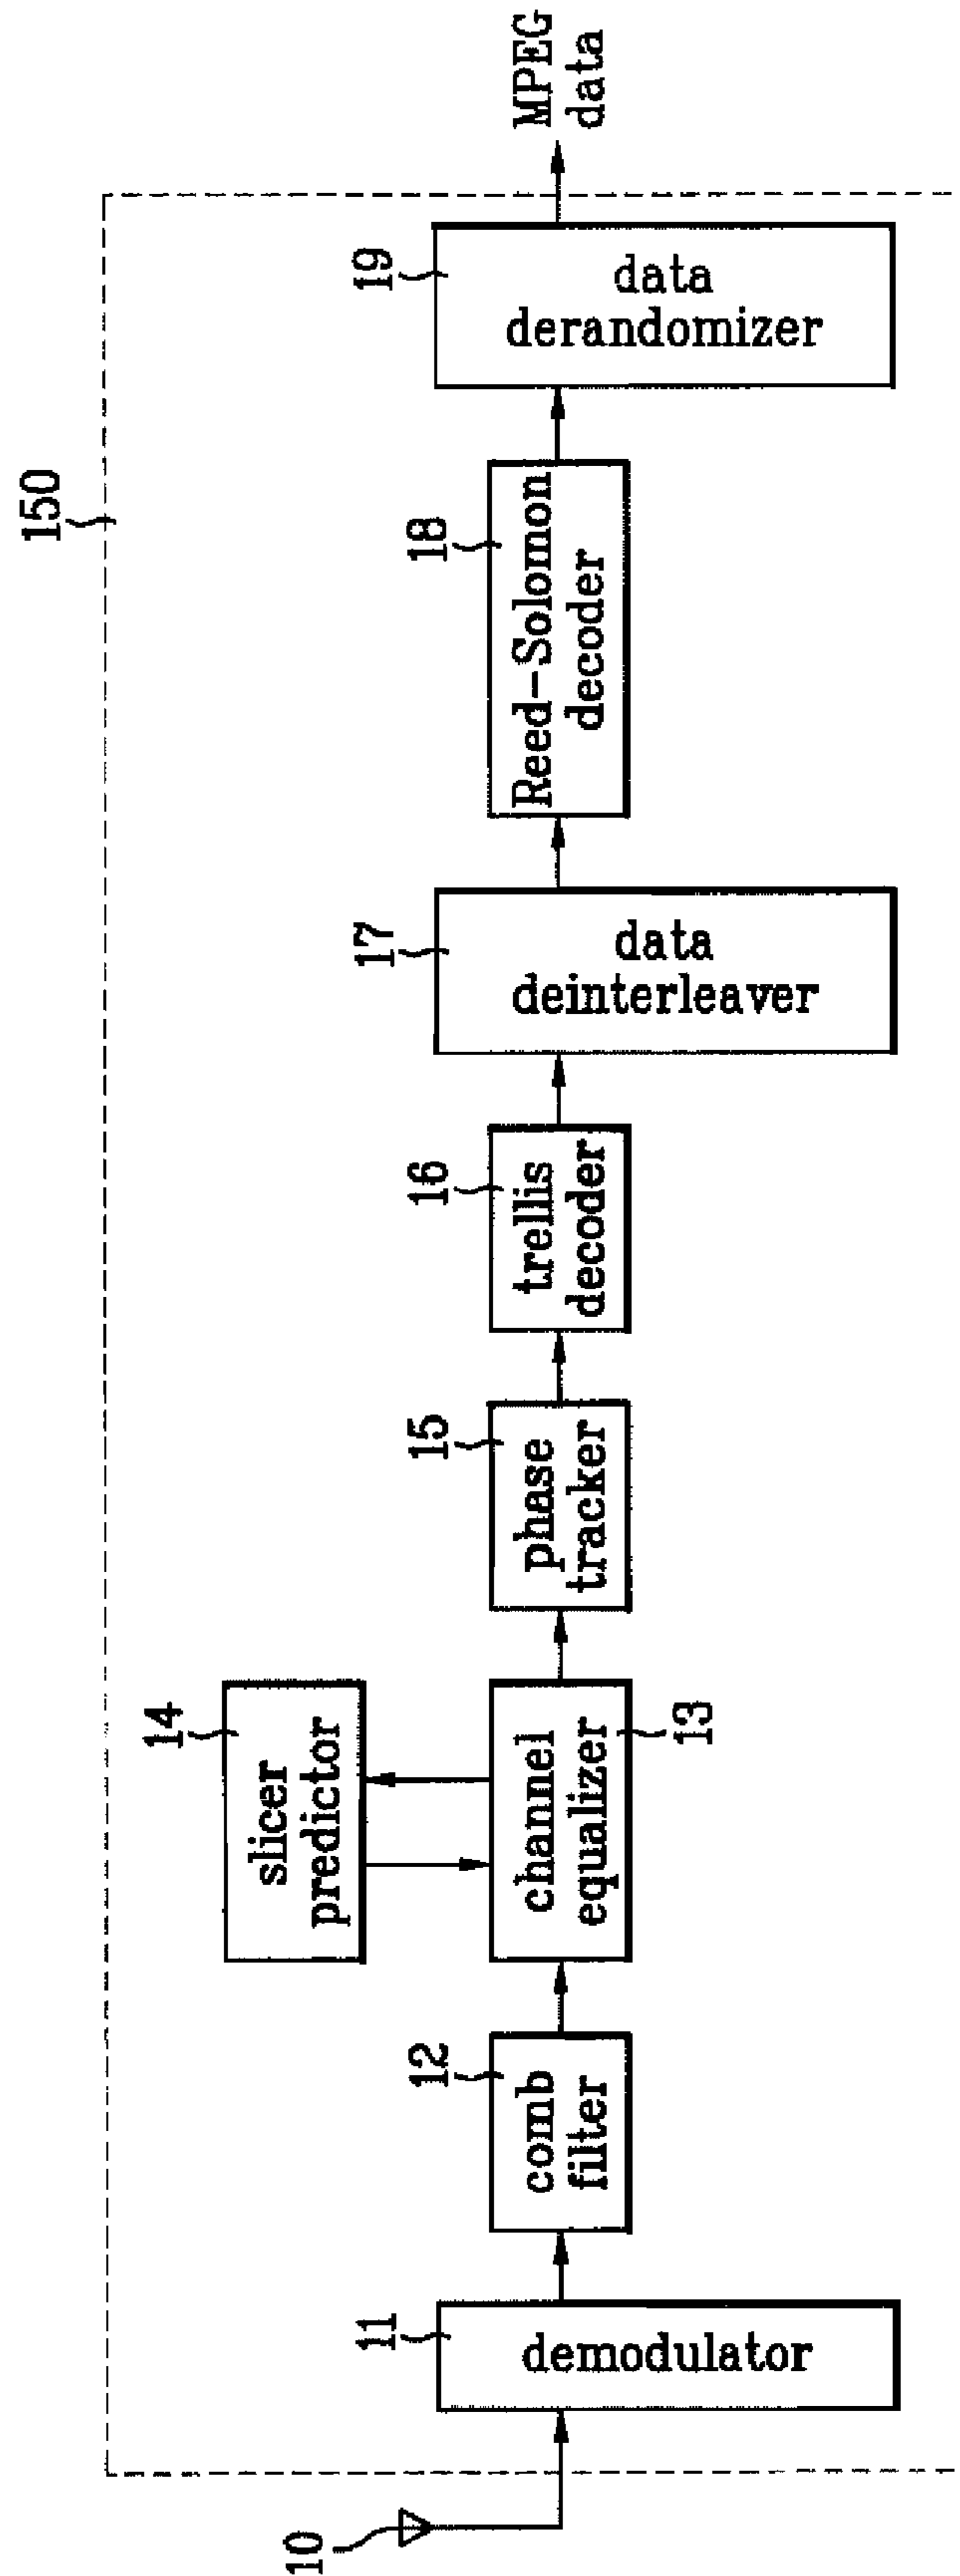 150
10
11
demodulator
12
comb
filter
14
slicer
predictor
channel
equalizer
13
15
phase
tracker
16
trellis
decoder
17
data
deinterleaver
18
Reed-Solomon
decoder
19
data
derandomizer
MPEG
data